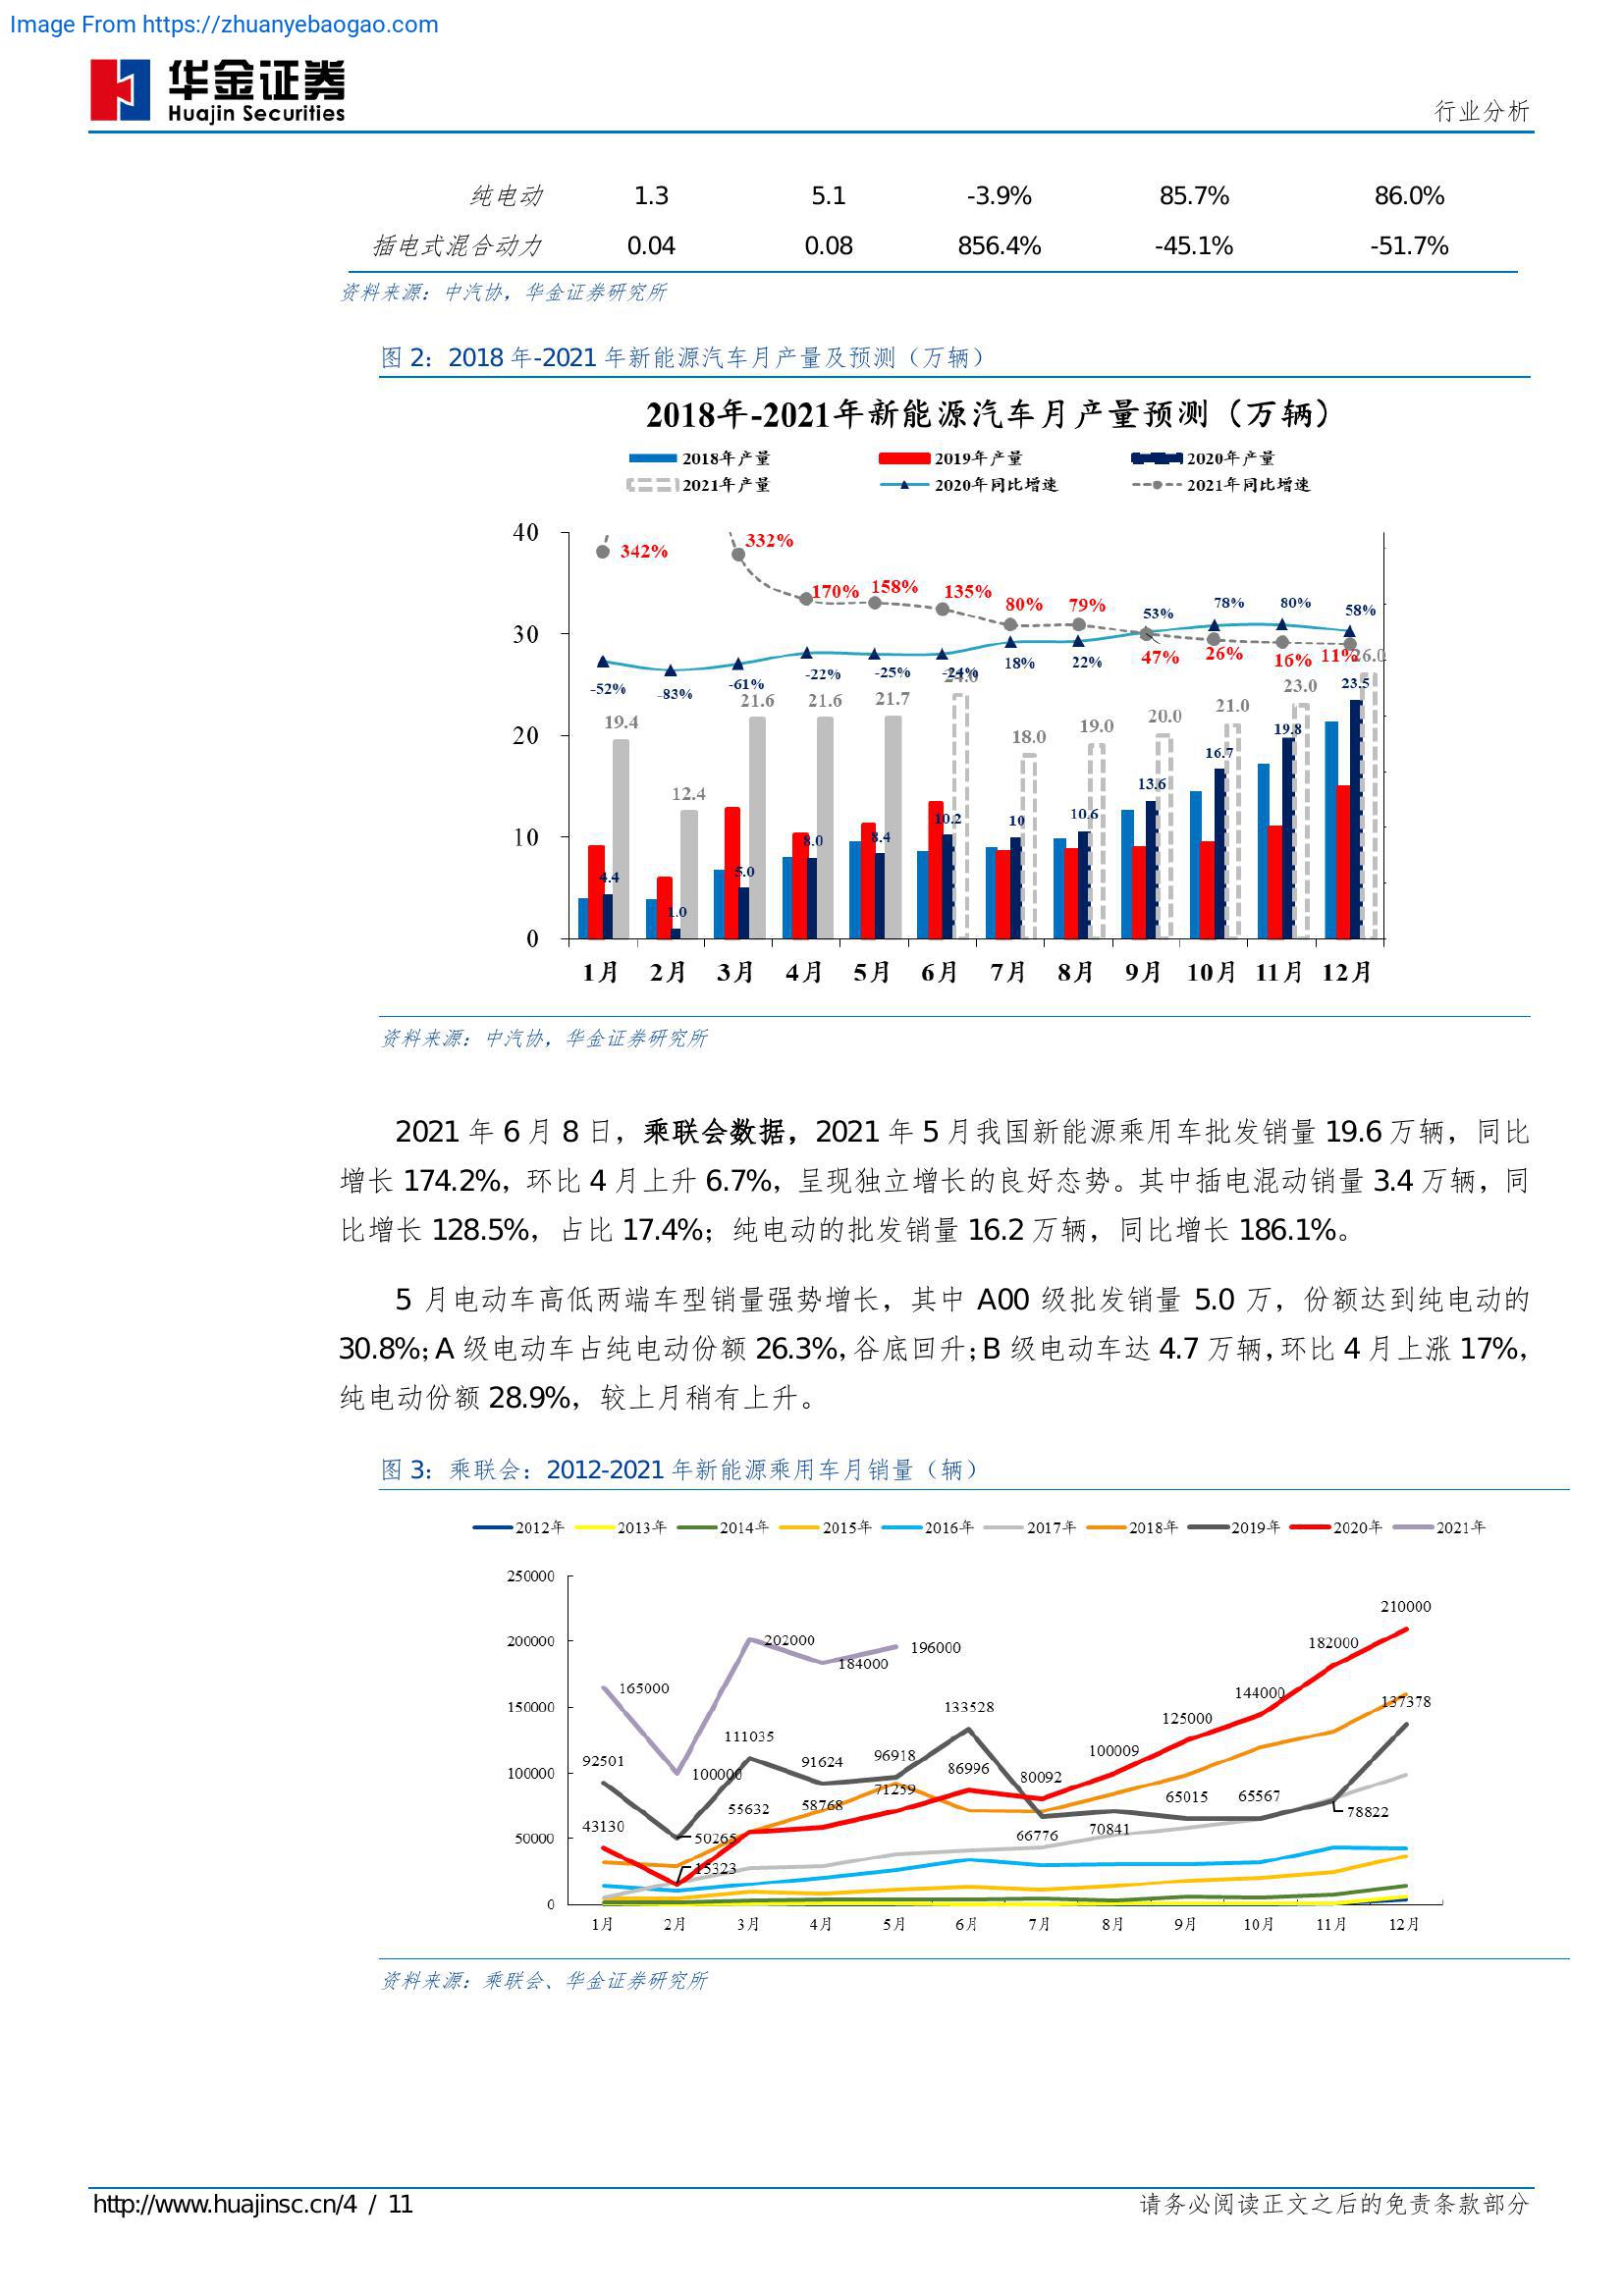 Image From https://zhuanyebaogao.com
华金证券
Huajin Securities
行业分析
纯电动 1.3 5.1 -3.9% 85.7% 86.0%
插电式混合动力 0.04 0.08 856.4% -45.1% -51.7%
资料来源：中汽协，华金证券研究所
图 2：2018 年-2021 年新能源汽车月产量及预测（万辆）
2018年-2021年新能源汽车月产量预测（万辆）
2018年产量 2019年产量 2020年产量
2021年产量 2020年同比增速 2021年同比增速
40
30
20
10
0
342% 332% 170% 158% 135% 80% 79% 47% 26% 16% 11%
-52% -83% -61% -22% -25% -24% 18% 22% 53% 78% 80% 58%
19.4 12.4 21.6 21.6 21.7 24.0 18.0 19.0 20.0 21.0 23.0 26.0
4.4 1.0 5.0 8.0 8.4 10.2 10 10.6 13.6 16.7 19.8 23.5
1月 2月 3月 4月 5月 6月 7月 8月 9月 10月 11月 12月
资料来源：中汽协，华金证券研究所
2021 年 6 月 8 日，乘联会数据，2021 年 5 月我国新能源乘用车批发销量 19.6 万辆，同比
增长 174.2%，环比 4 月上升 6.7%，呈现独立增长的良好态势。其中插电混动销量 3.4 万辆，同
比增长 128.5%，占比 17.4%；纯电动的批发销量 16.2 万辆，同比增长 186.1%。
5 月电动车高低两端车型销量强势增长，其中 A00 级批发销量 5.0 万，份额达到纯电动的
30.8%；A 级电动车占纯电动份额 26.3%，谷底回升；B 级电动车达 4.7 万辆，环比 4 月上涨 17%，
纯电动份额 28.9%，较上月稍有上升。
图 3：乘联会：2012-2021 年新能源乘用车月销量（辆）
2012年 2013年 2014年 2015年 2016年 2017年 2018年 2019年 2020年 2021年
250000
200000
150000
100000
50000
0
165000 100000 202000 184000 196000
92501 50265 111035 91624 96918 133528 66776 70841 65015 65567 78822 137378
43130 15323 55632 58768 71259 86996 80092 100009 125000 144000 182000 210000
1月 2月 3月 4月 5月 6月 7月 8月 9月 10月 11月 12月
资料来源：乘联会、华金证券研究所
http://www.huajinsc.cn/4 / 11
请务必阅读正文之后的免责条款部分